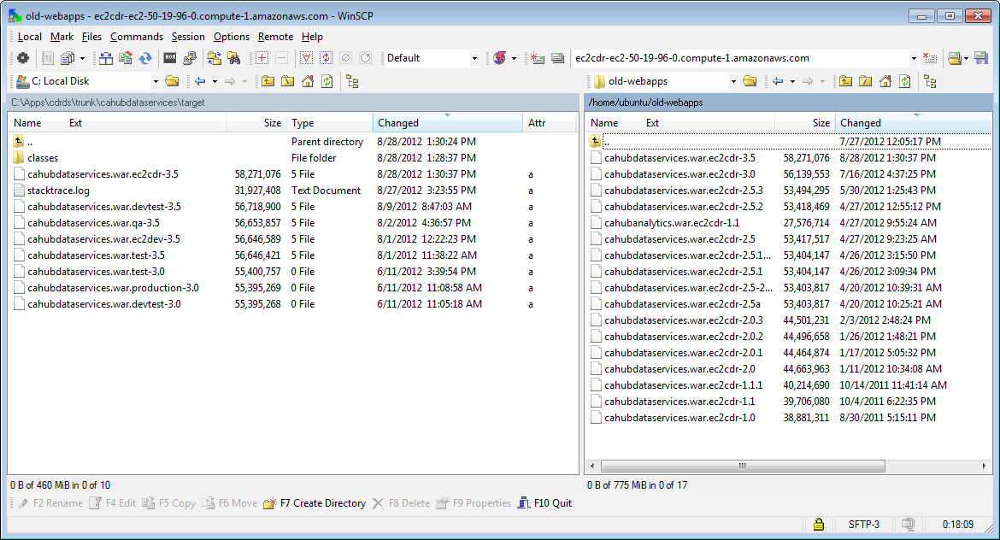 old-webapps - ec2cdr-ec2-50-19-96-0.compute-1.amazonaws.com - WinSCP
Local Mark Files Commands Session Options Remote Help
Default ec2cdr-ec2-50-19-96-0.compute-1.amazonaws.com
C: Local Disk old-webapps
C:\Apps\cdrds\trunk\cahubdataservices\target
Name Ext Size Type Changed Attr
.. Parent directory 8/28/2012 1:30:24 PM
classes File folder 8/28/2012 1:28:37 PM
cahubdataservices.war.ec2cdr-3.5 58,271,076 5 File 8/28/2012 1:30:37 PM a
stacktrace.log 31,927,408 Text Document 8/27/2012 3:23:55 PM a
cahubdataservices.war.devtest-3.5 56,718,900 5 File 8/9/2012 8:47:03 AM a
cahubdataservices.war.qa-3.5 56,653,857 5 File 8/2/2012 4:36:57 PM a
cahubdataservices.war.ec2dev-3.5 56,646,589 5 File 8/1/2012 12:22:23 PM a
cahubdataservices.war.test-3.5 56,646,421 5 File 8/1/2012 11:38:22 AM a
cahubdataservices.war.test-3.0 55,400,757 0 File 6/11/2012 3:39:54 PM a
cahubdataservices.war.production-3.0 55,395,269 0 File 6/11/2012 11:08:58 AM a
cahubdataservices.war.devtest-3.0 55,395,268 0 File 6/11/2012 11:05:18 AM a
0 B of 460 MiB in 0 of 10
/home/ubuntu/old-webapps
Name Ext Size Changed
.. 7/27/2012 12:05:17 PM
cahubdataservices.war.ec2cdr-3.5 58,271,076 8/28/2012 1:30:37 PM
cahubdataservices.war.ec2cdr-3.0 56,139,553 7/16/2012 4:37:25 PM
cahubdataservices.war.ec2cdr-2.5.3 53,494,295 5/30/2012 1:25:43 PM
cahubdataservices.war.ec2cdr-2.5.2 53,418,469 4/27/2012 12:55:12 PM
cahubanalytics.war.ec2cdr-1.1 27,576,714 4/27/2012 9:55:24 AM
cahubdataservices.war.ec2cdr-2.5 53,417,517 4/27/2012 9:23:25 AM
cahubdataservices.war.ec2cdr-2.5.1... 53,404,147 4/26/2012 3:15:50 PM
cahubdataservices.war.ec2cdr-2.5.1 53,404,147 4/26/2012 3:09:34 PM
cahubdataservices.war.ec2cdr-2.5-2... 53,403,817 4/20/2012 10:39:31 AM
cahubdataservices.war.ec2cdr-2.5a 53,403,817 4/20/2012 10:25:21 AM
cahubdataservices.war.ec2cdr-2.0.3 44,501,231 2/3/2012 2:48:24 PM
cahubdataservices.war.ec2cdr-2.0.2 44,496,658 1/26/2012 1:48:21 PM
cahubdataservices.war.ec2cdr-2.0.1 44,464,874 1/17/2012 5:05:32 PM
cahubdataservices.war.ec2cdr-2.0 44,663,963 1/11/2012 10:34:08 AM
cahubdataservices.war.ec2cdr-1.1.1 40,214,690 10/14/2011 11:41:14 AM
cahubdataservices.war.ec2cdr-1.1 39,706,080 10/4/2011 6:22:35 PM
cahubdataservices.war.ec2cdr-1.0 38,881,311 8/30/2011 5:15:11 PM
0 B of 775 MiB in 0 of 17
F2 Rename F4 Edit F5 Copy F6 Move F7 Create Directory F8 Delete F9 Properties F10 Quit
SFTP-3 0:18:09